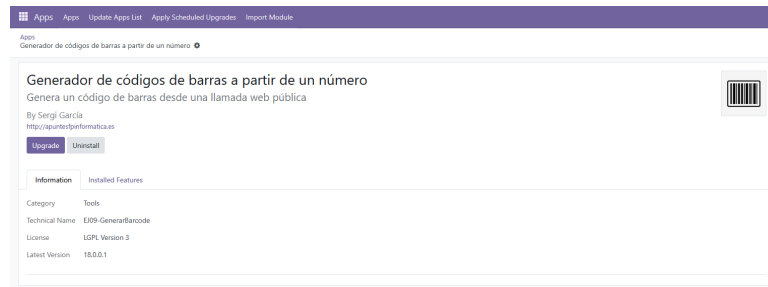 Apps Apps Update Apps List Apply Scheduled Upgrades Import Module
Apps
Generador de códigos de barras a partir de un número
Generador de códigos de barras a partir de un número
Genera un código de barras desde una llamada web pública
By Sergi García
http://apuntesfpinformatica.es
Upgrade Uninstall
Information Installed Features
Category Tools
Technical Name EJ09-GenerarBarcode
License LGPL Version 3
Latest Version 18.0.0.1